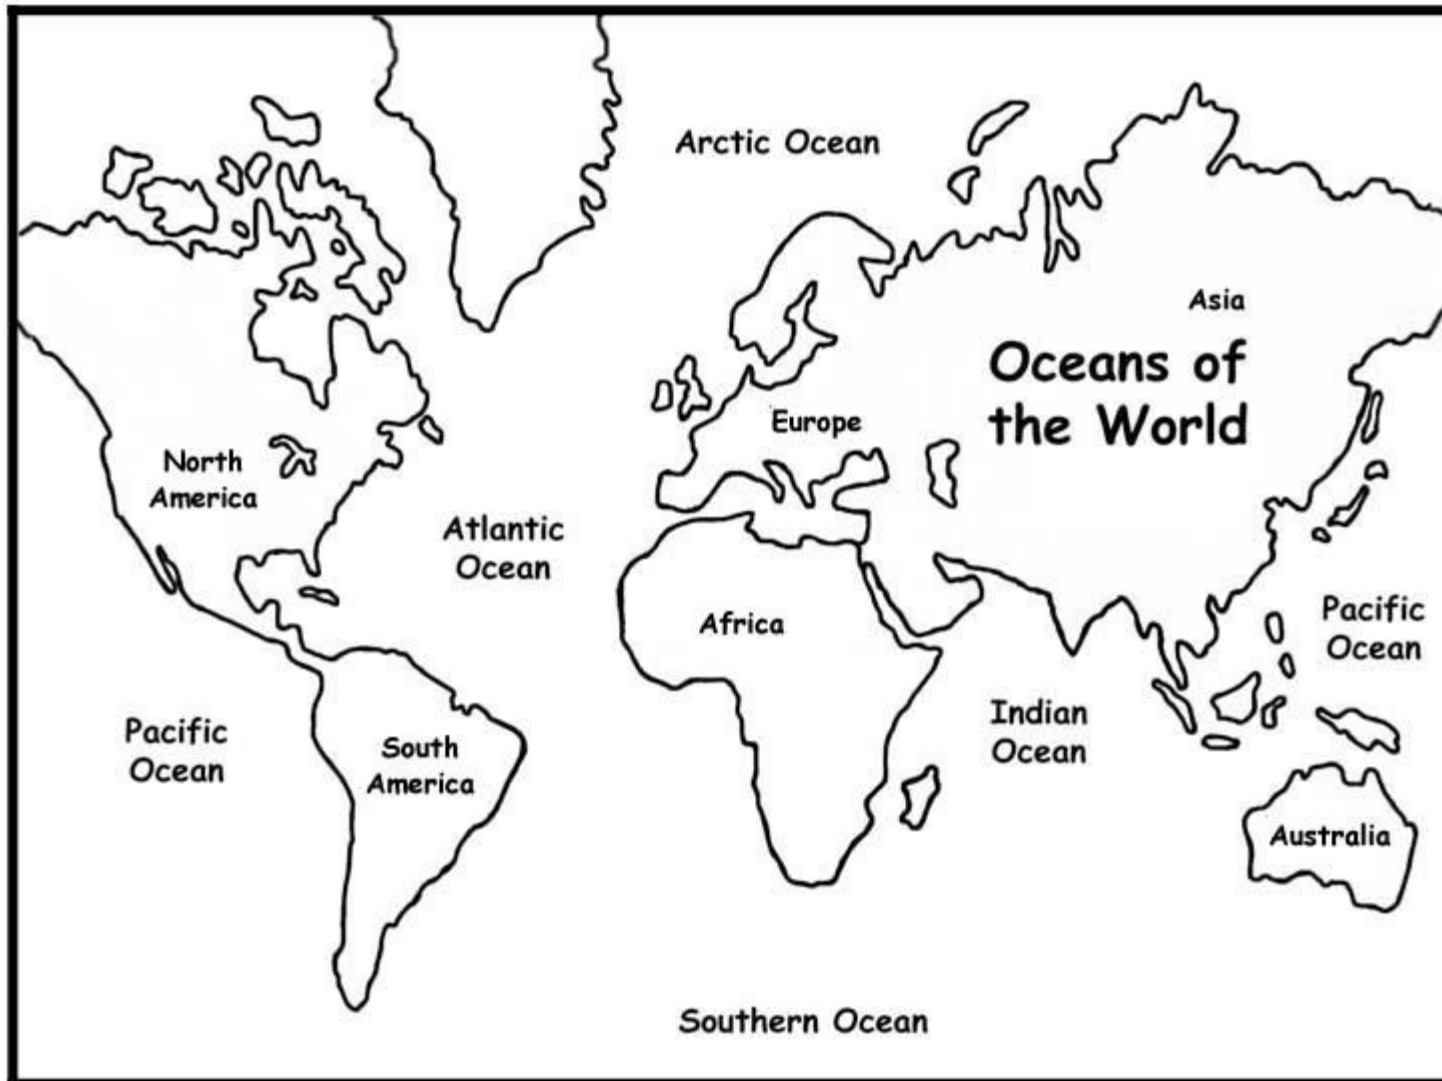 Arctic Ocean
Asia
Oceans of
the World
Europe
North
America
Atlantic
Ocean
Africa
Pacific
Ocean
Indian
Ocean
Pacific
Ocean
South
America
Australia
Southern Ocean